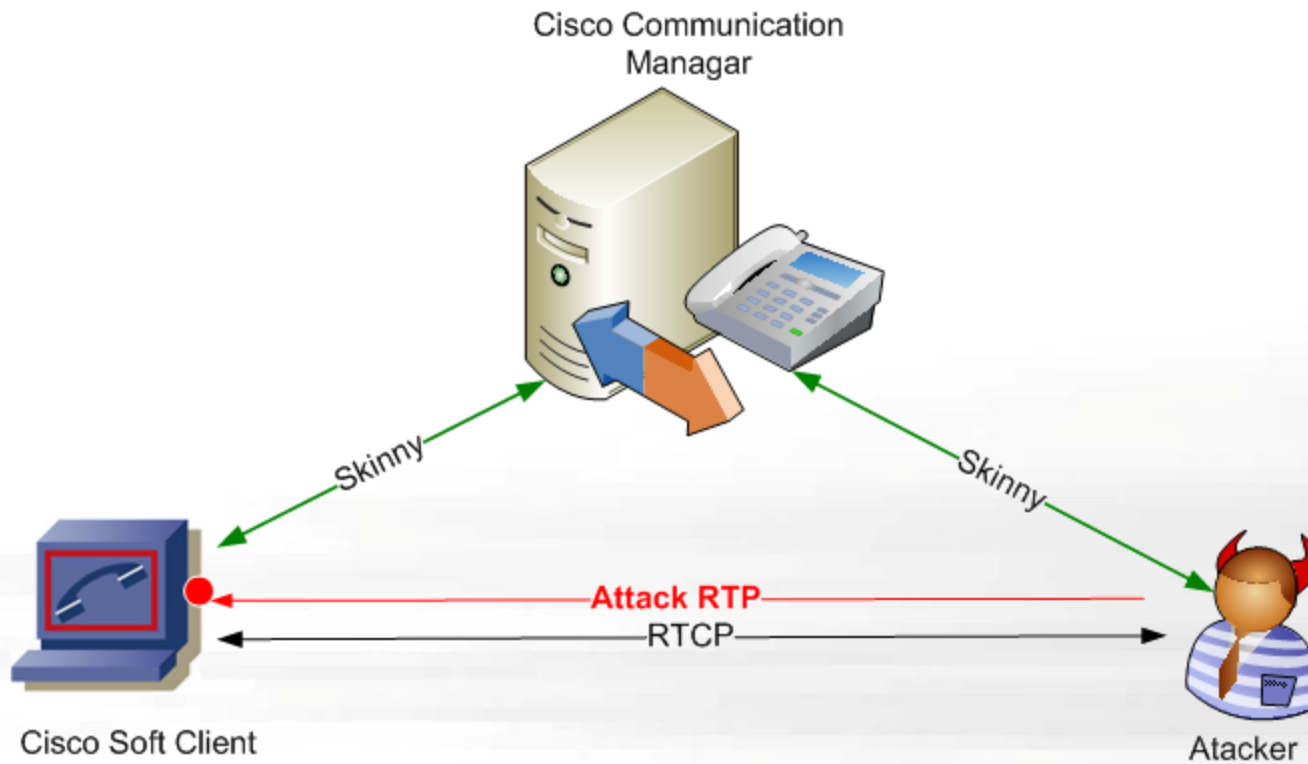 Cisco Communication
Managar
Skinny
Skinny
Attack RTP
RTCP
Cisco Soft Client
Atacker